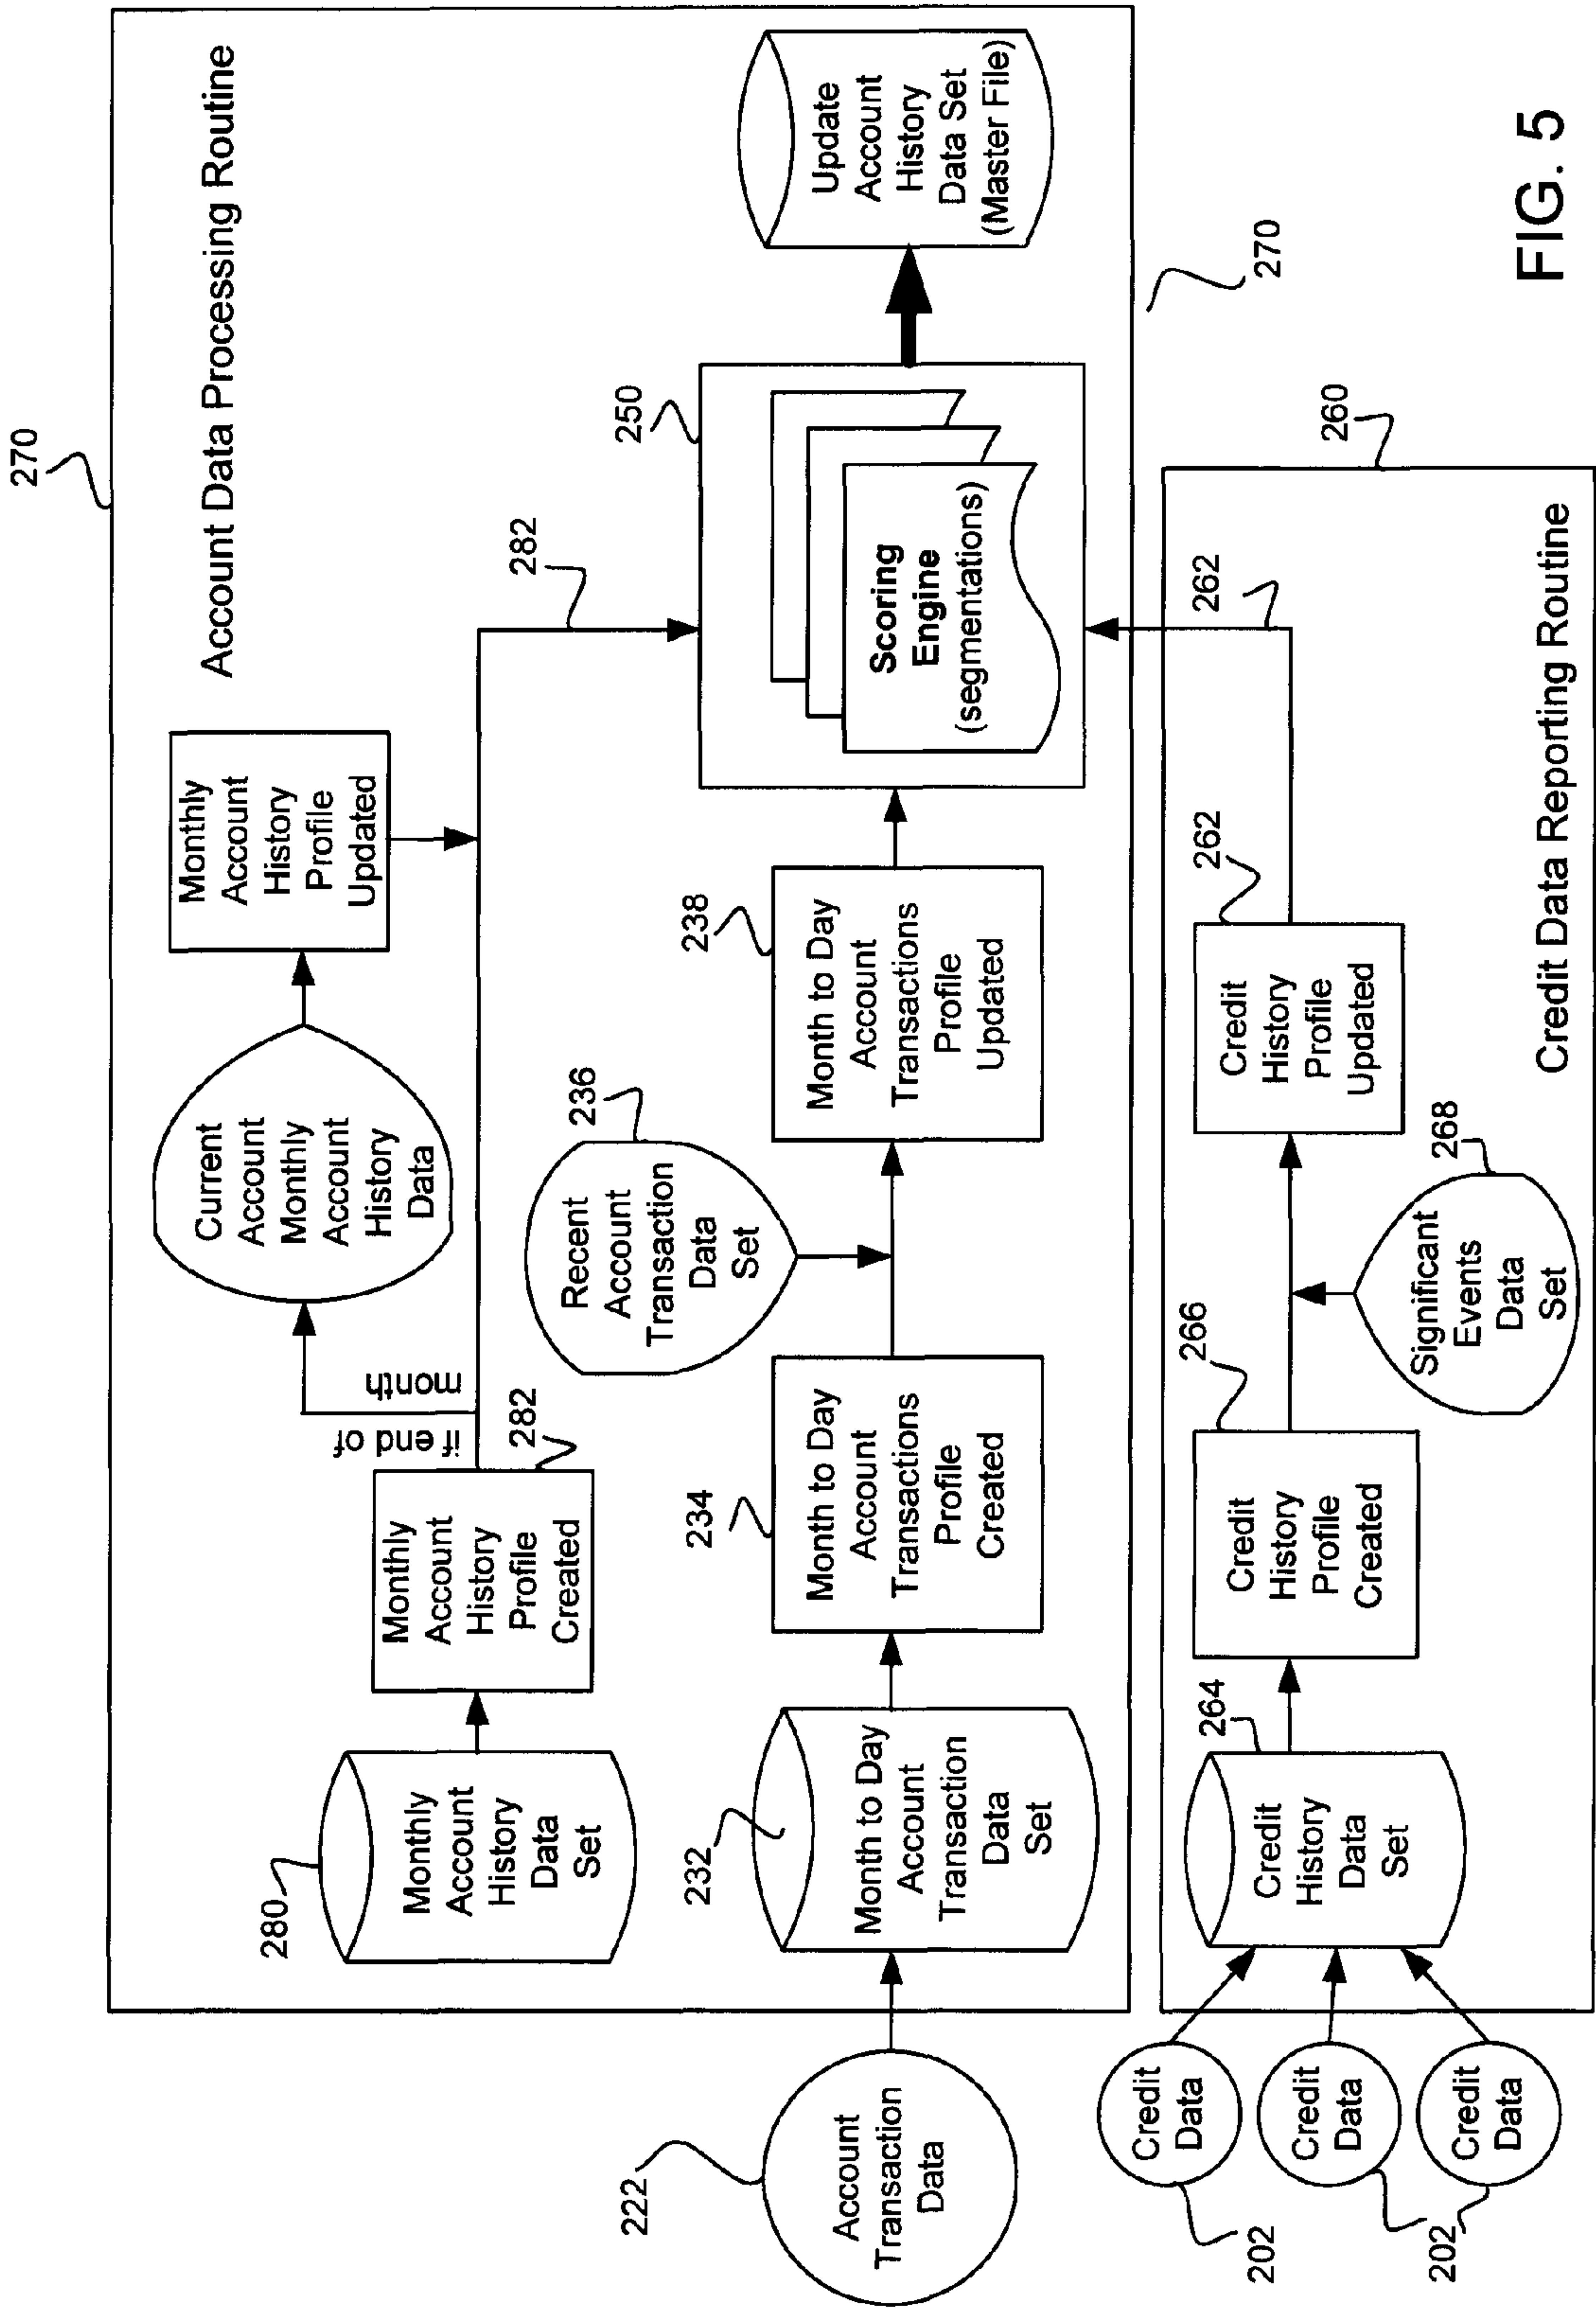 270
Account Data Processing Routine
Monthly
Account
History
Profile
Updated
Current
Account
Monthly
Account
History
Data
if end of
month
282
Monthly
Account
History
Profile
Created
282
280
Monthly
Account
History
Data
Set
250
Scoring
Engine
(segmentations)
Update
Account
History
Data Set
(Master File)
236
Recent
Account
Transaction
Data
Set
238
Month to Day
Account
Transactions
Profile
Updated
234
Month to Day
Account
Transactions
Profile
Created
232
Month to Day
Account
Transaction
Data
Set
222
Account
Transaction
Data
270
260
262
262
Credit
History
Profile
Updated
268
Significant
Events
Data
Set
266
Credit
History
Profile
Created
264
Credit
History
Data
Set
Credit
Data
Credit
Data
Credit
Data
202
202
Credit Data Reporting Routine
FIG. 5